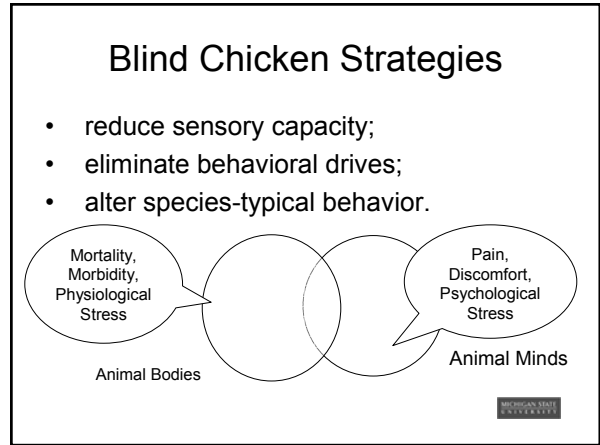 Blind Chicken Strategies
• reduce sensory capacity;
• eliminate behavioral drives;
• alter species-typical behavior.
Mortality,
Morbidity,
Physiological
Stress
Pain,
Discomfort,
Psychological
Stress
Animal Bodies
Animal Minds
MICHIGAN STATE
UNIVERSITY